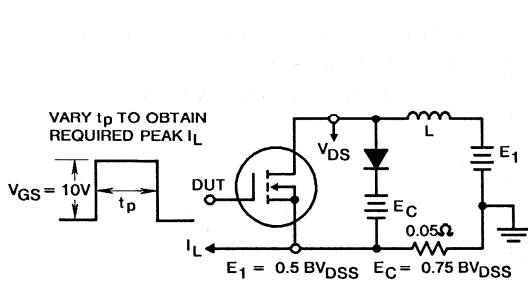 VARY tp TO OBTAIN
REQUIRED PEAK IL
VGS = 10V
tp
DUT
VDS
L
E1
EC
0.05Ω
IL
E1 = 0.5 BVDSS
EC = 0.75 BVDSS